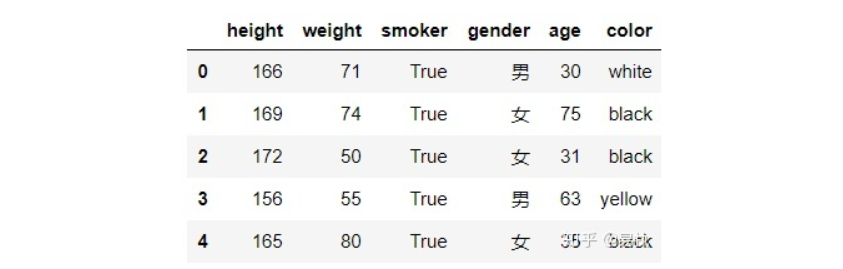 height weight smoker gender age color
0 166 71 True 男 30 white
1 169 74 True 女 75 black
2 172 50 True 女 31 black
3 156 55 True 男 63 yellow
4 165 80 True 女 35 black
知乎